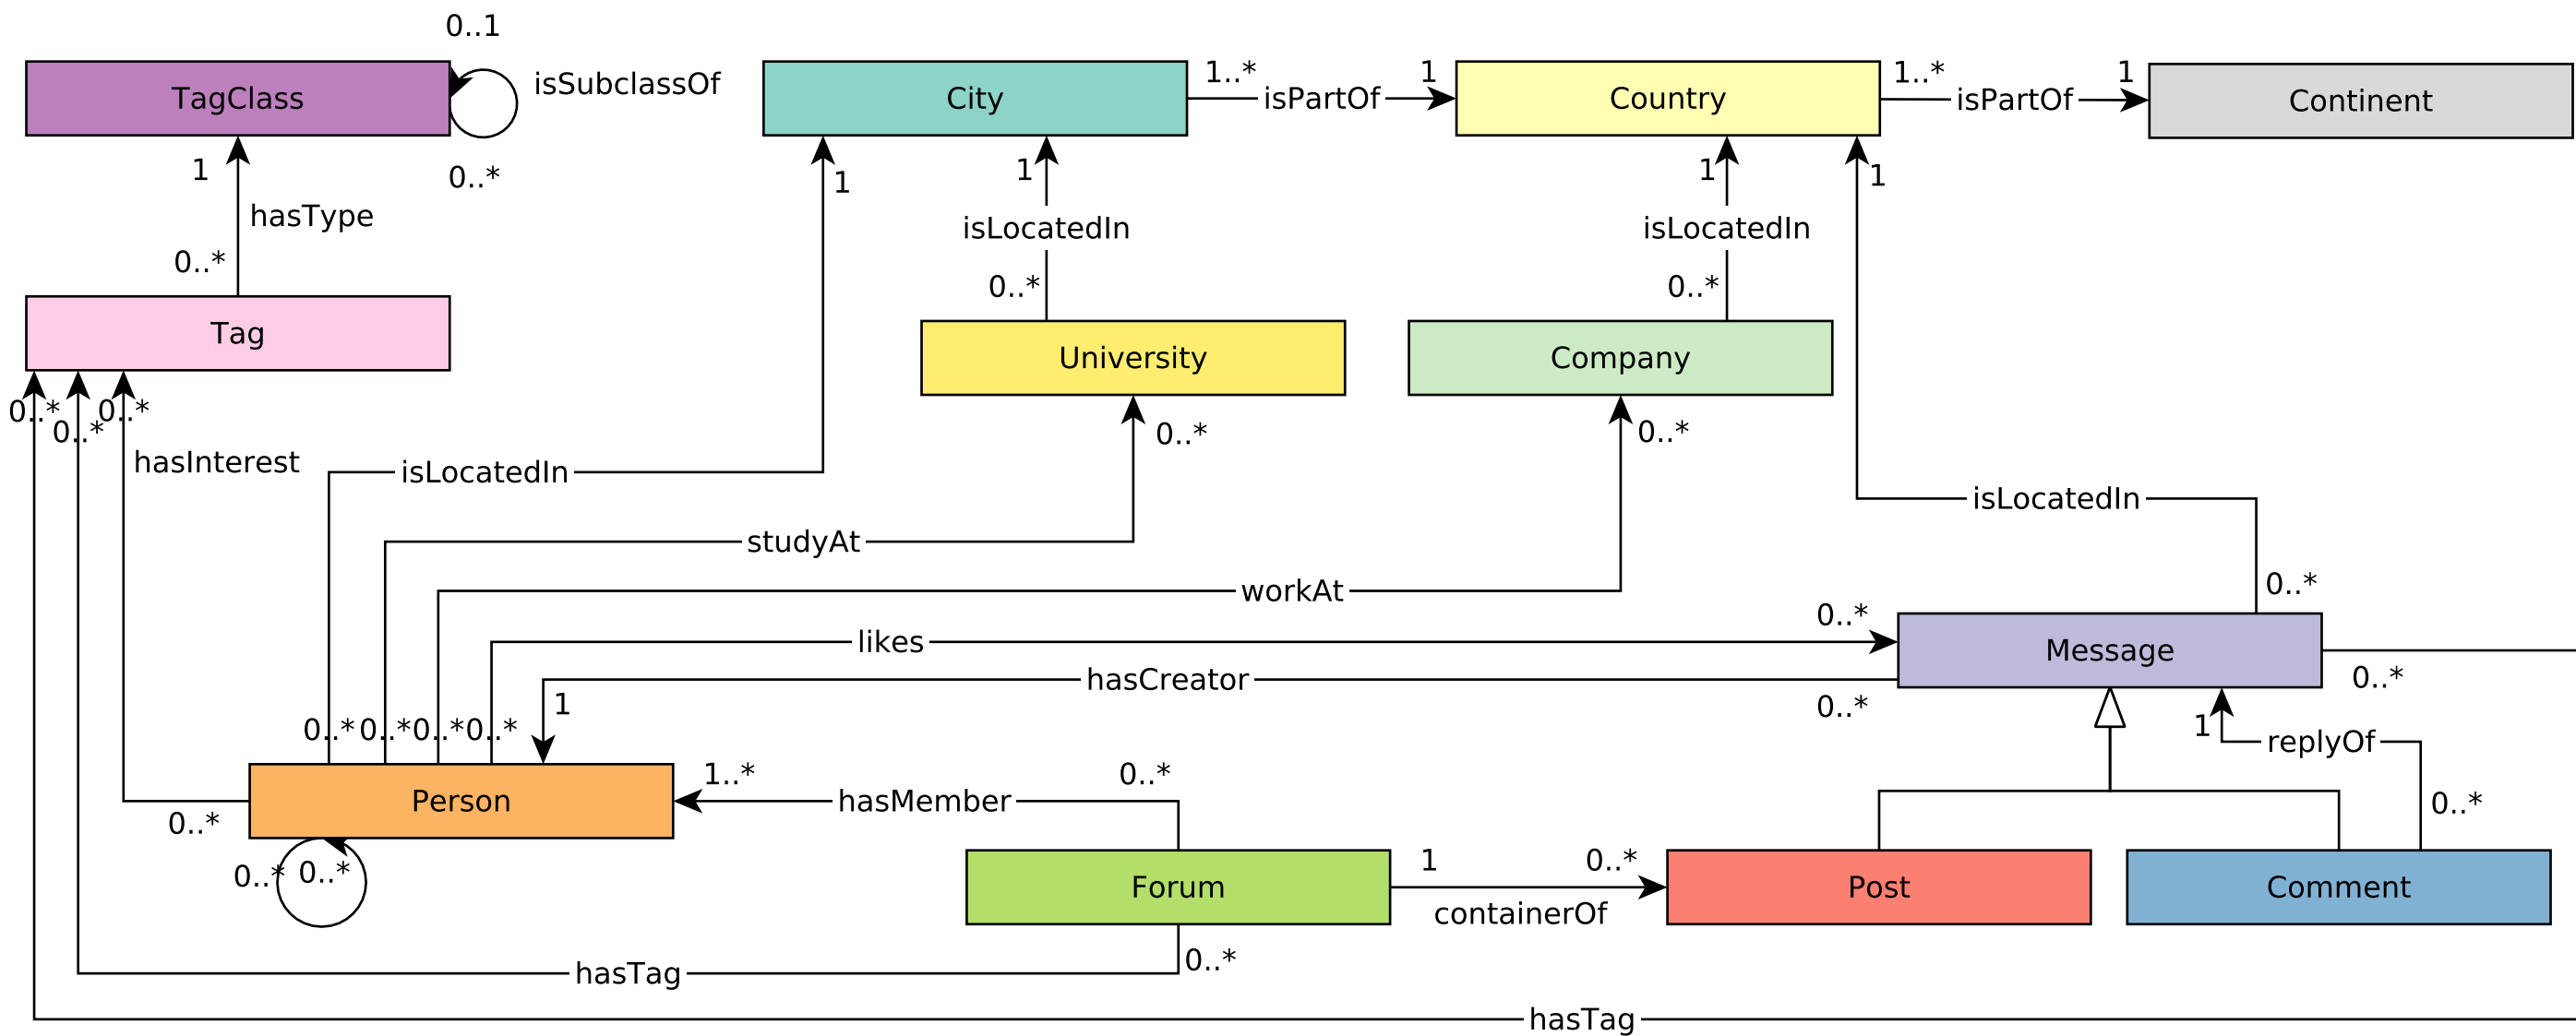 0..1
TagClass
isSubclassOf
City
1..*
isPartOf
1
Country
1..*
isPartOf
1
Continent
1
0..*
1
1
1
1
hasType
isLocatedIn
isLocatedIn
0..*
0..*
0..*
Tag
University
Company
0..*
0..*
0..*
0..*
0..*
hasInterest
isLocatedIn
isLocatedIn
studyAt
workAt
0..*
0..*
likes
Message
hasCreator
0..*
1
0..*
0..*
0..*
0..*
0..*
1
replyOf
Person
1..*
hasMember
0..*
0..*
0..*
0..*
0..*
Forum
1
0..*
containerOf
Post
Comment
hasTag
0..*
hasTag